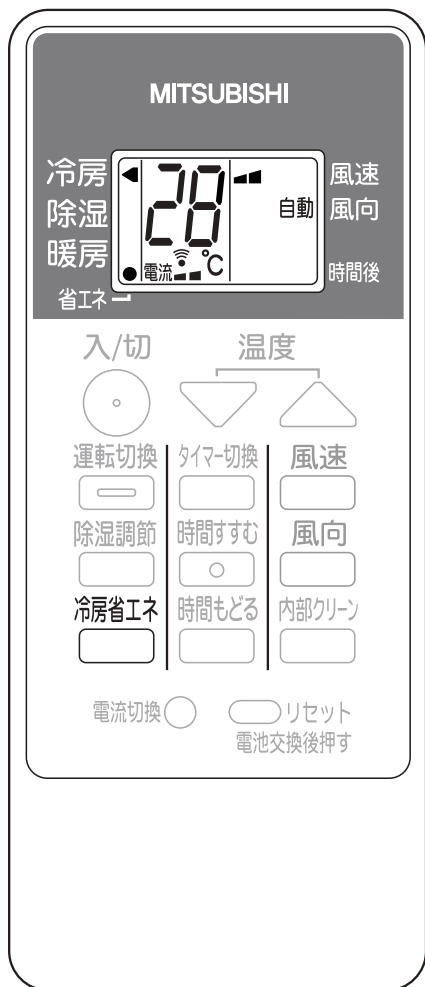 MITSUBISHI
冷房 28 風速
除湿 自動 風向
暖房 電流 ℃ 時間後
省エネ
入/切 温度
運転切換 タイマー切換 風速
除湿調節 時間すすむ 風向
冷房省エネ 時間もどる 内部クリーン
電流切換 リセット
電池交換後押す